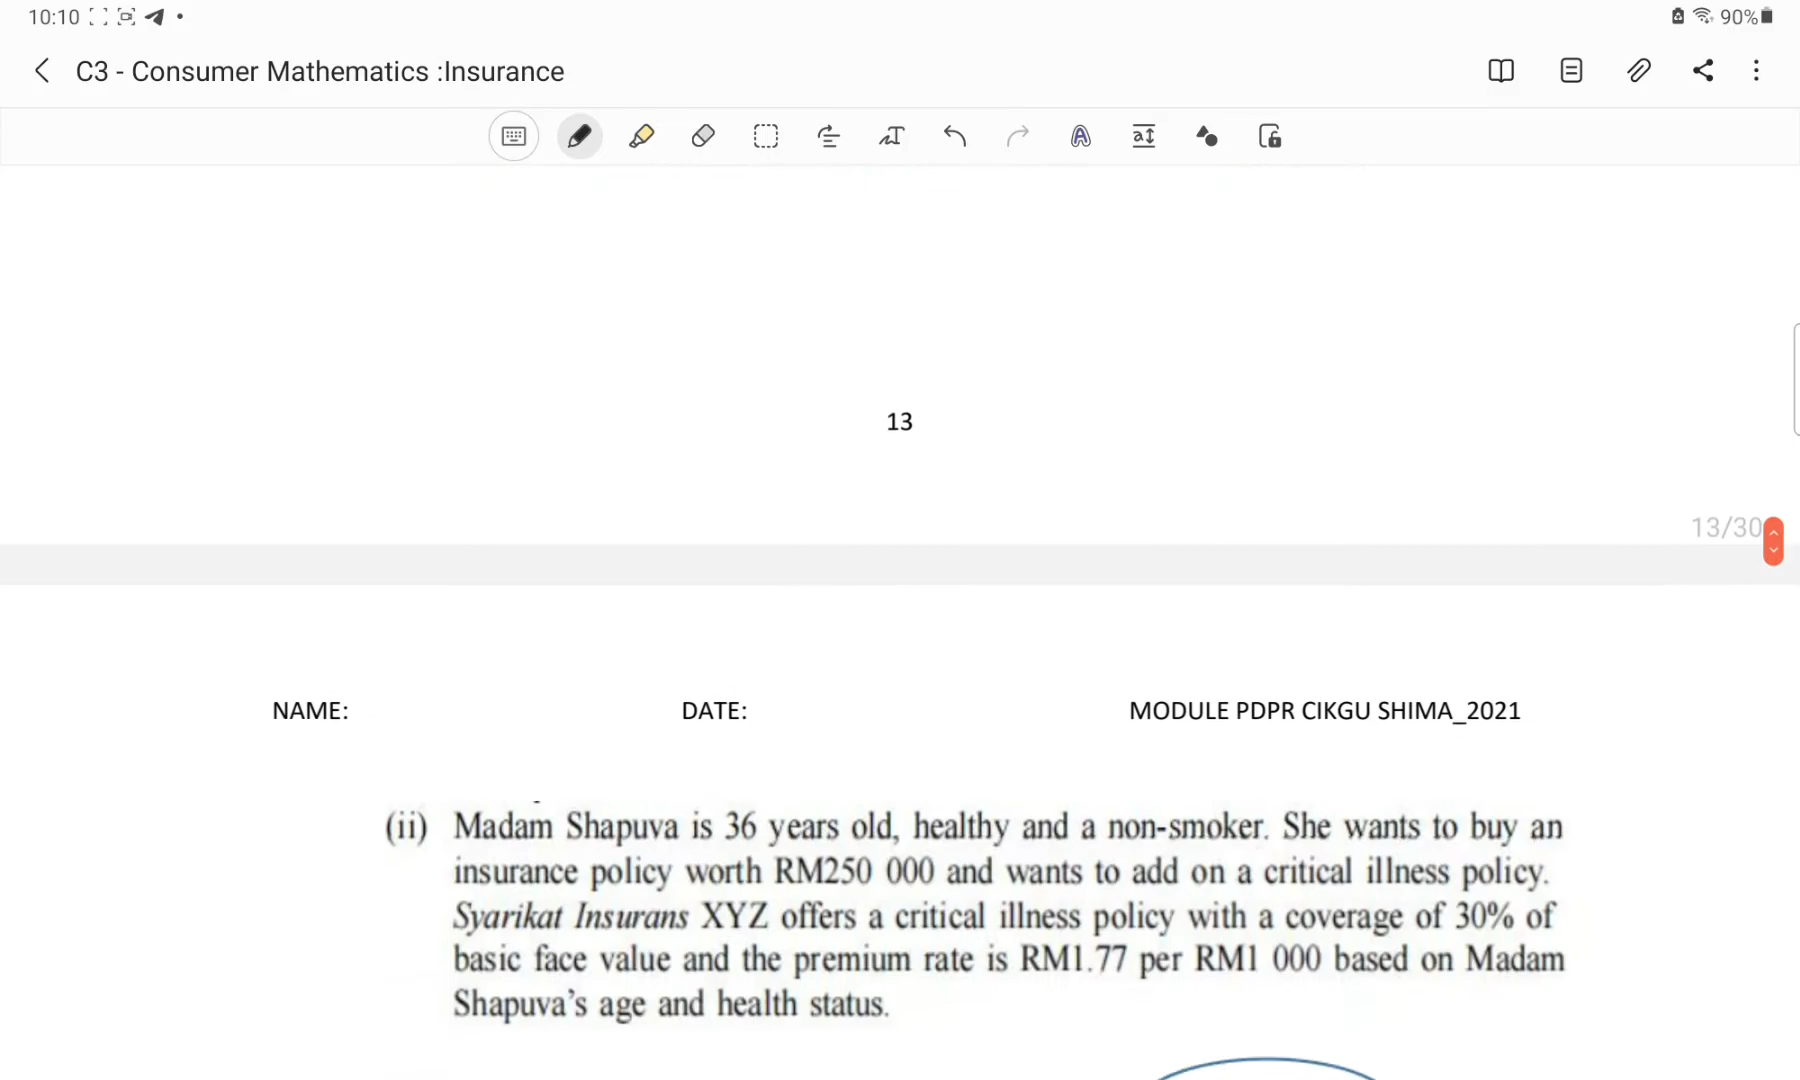 10:10
90%
C3 - Consumer Mathematics :Insurance
13
13/30
NAME: DATE: MODULE PDPR CIKGU SHIMA_2021
(ii) Madam Shapuva is 36 years old, healthy and a non-smoker. She wants to buy an
insurance policy worth RM250 000 and wants to add on a critical illness policy.
Syarikat Insurans XYZ offers a critical illness policy with a coverage of 30% of
basic face value and the premium rate is RM1.77 per RM1 000 based on Madam
Shapuva's age and health status.